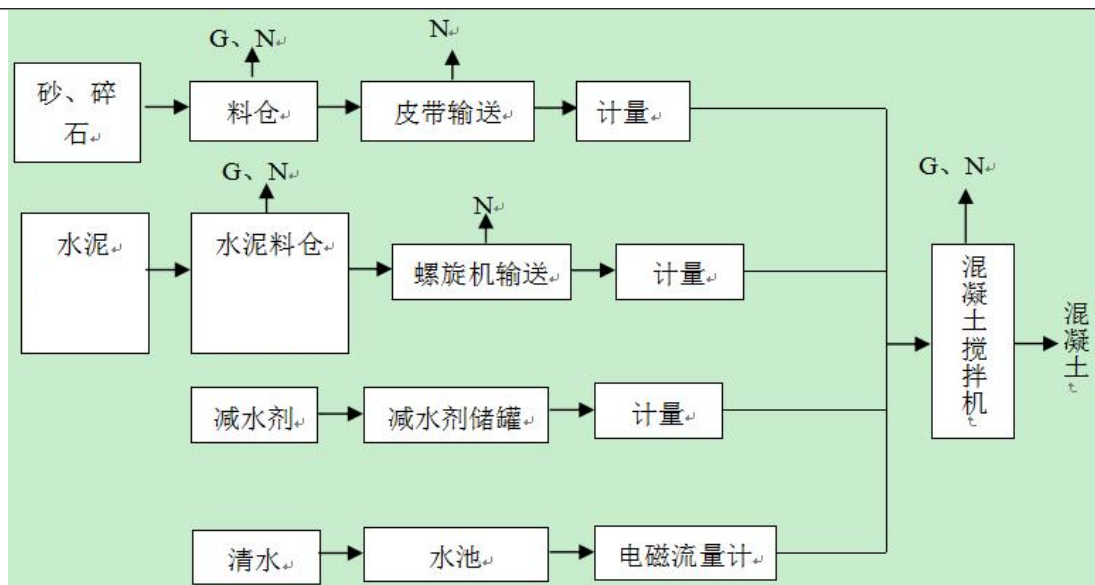 G、N
N
砂、碎
石
料仓
皮带输送
计量
G、N
N
G、N
水泥
水泥料仓
螺旋机输送
计量
混凝土搅拌机
混凝土
减水剂
减水剂储罐
计量
清水
水池
电磁流量计